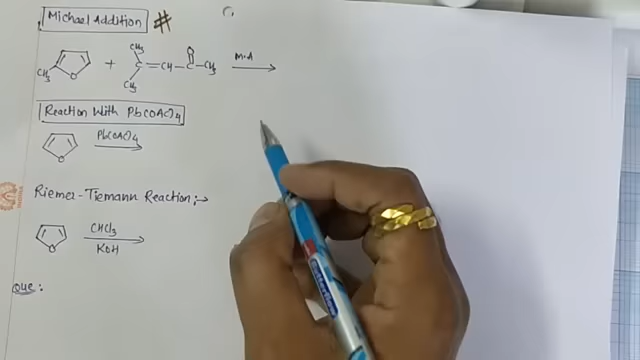 Michael Addition #
CH3 O + CH3 C=CH-C-CH3 O CH3 M·A
Reaction with Pb(OAc)4
O Pb(OAc)4
Riemer-Tiemann Reaction:→
O CHCl3 KOH
Que: